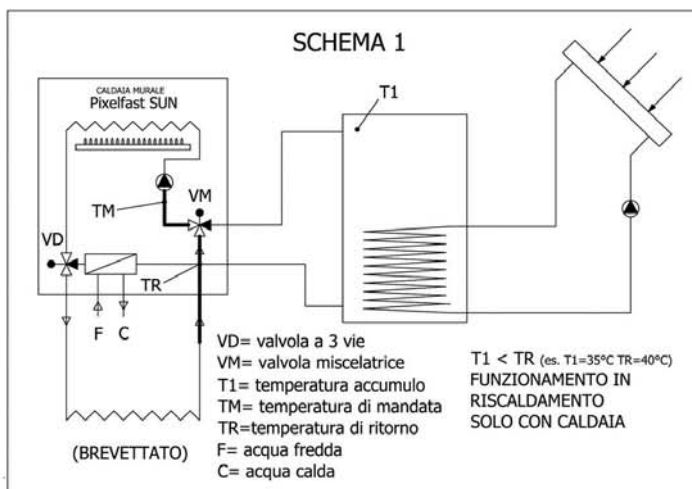 SCHEMA 1
CALDAIA MURALE
Pixelfast SUN
T1
VM
TM
VD
TR
F
C
(BREVETTATO)
VD= valvola a 3 vie
VM= valvola miscelatrice
T1= temperatura accumulo
TM= temperatura di mandata
TR=temperatura di ritorno
F= acqua fredda
C= acqua calda
T1 < TR (es. T1=35°C TR=40°C)
FUNZIONAMENTO IN
RISCALDAMENTO
SOLO CON CALDAIA